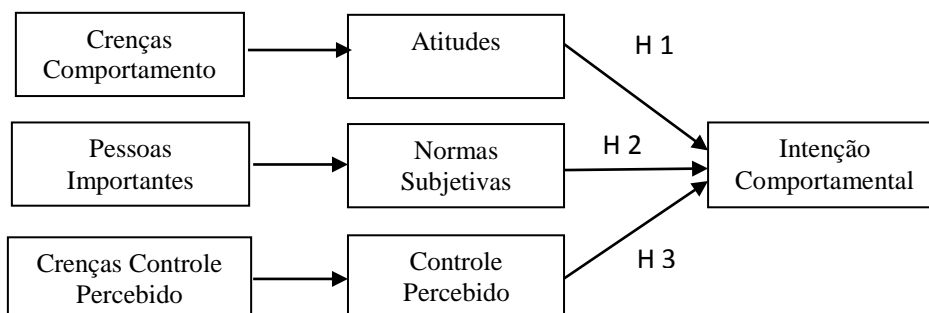 Crenças
Comportamento
Atitudes
H 1
Pessoas
Importantes
Normas
Subjetivas
H 2
Intenção
Comportamental
Crenças Controle
Percebido
Controle
Percebido
H 3